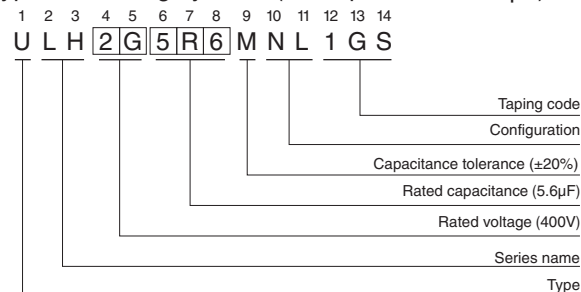 1 2 3 4 5 6 7 8 9 10 11 12 13 14
U L H 2 G 5 R 6 M N L 1 G S
Taping code
Configuration
Capacitance tolerance (±20%)
Rated capacitance (5.6µF)
Rated voltage (400V)
Series name
Type